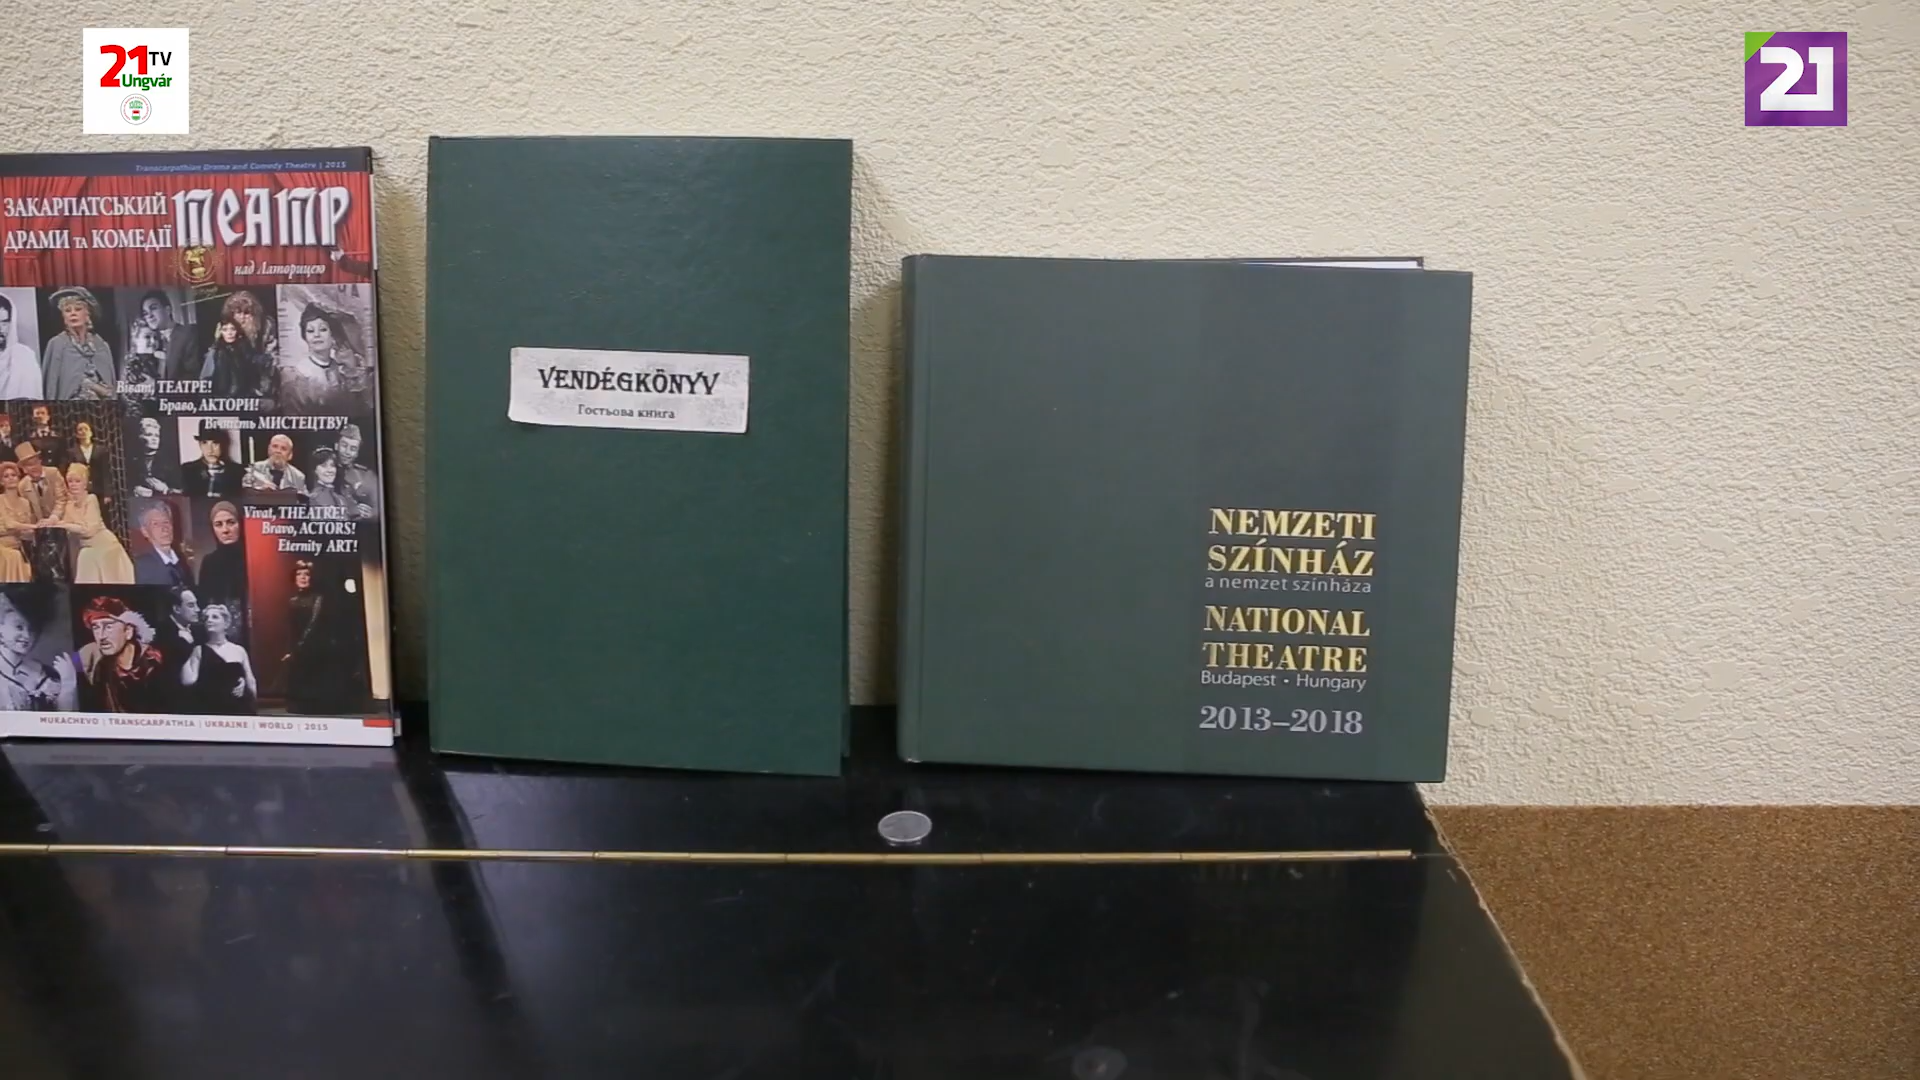 21 TV
Ungvár
21
Transcarpathian Drama and Comedy Theatre | 2015
ЗАКАРПАТСЬКИЙ
ДРАМИ ТА КОМЕДІЇ
ТЕАТР
над Латорицею
Віват, ТЕАТРЕ!
Браво, АКТОРИ!
Вічність МИСТЕЦТВУ!
Vivat, THEATRE!
Bravo, ACTORS!
Eternity ART!
MUKACHEVO | TRANSCARPATHIA | UKRAINE | WORLD | 2015
VENDÉGKÖNYV
Гостьова книга
NEMZETI
SZÍNHÁZ
a nemzet színháza
NATIONAL
THEATRE
Budapest • Hungary
2013–2018